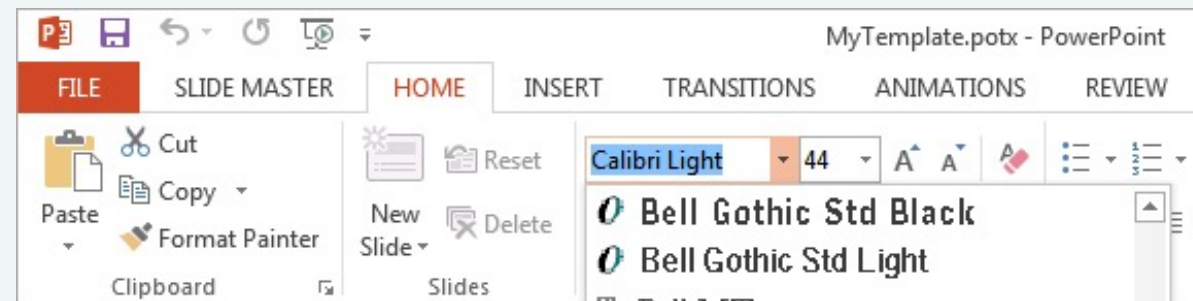 MyTemplate.potx - PowerPoint
FILE SLIDE MASTER HOME INSERT TRANSITIONS ANIMATIONS REVIEW
Cut
Copy
Format Painter
Paste
Clipboard
New
Slide
Reset
Delete
Slides
Calibri Light 44
Bell Gothic Std Black
Bell Gothic Std Light